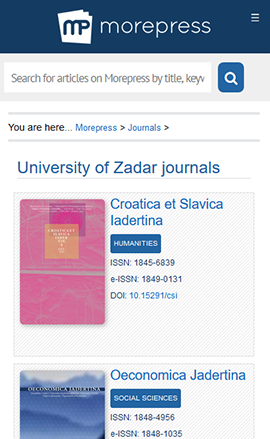 MP morepress
☰
Search for articles on Morepress by title, keyw
You are here... Morepress > Journals >
University of Zadar journals
CROATICA ET
SLAVICA
IADER
TINA
Croatica et Slavica
Iadertina
HUMANITIES
ISSN: 1845-6839
e-ISSN: 1849-0131
DOI: 10.15291/csi
OECONOMICA JADERTINA
Oeconomica Jadertina
SOCIAL SCIENCES
ISSN: 1848-4956
e-ISSN: 1848-1035